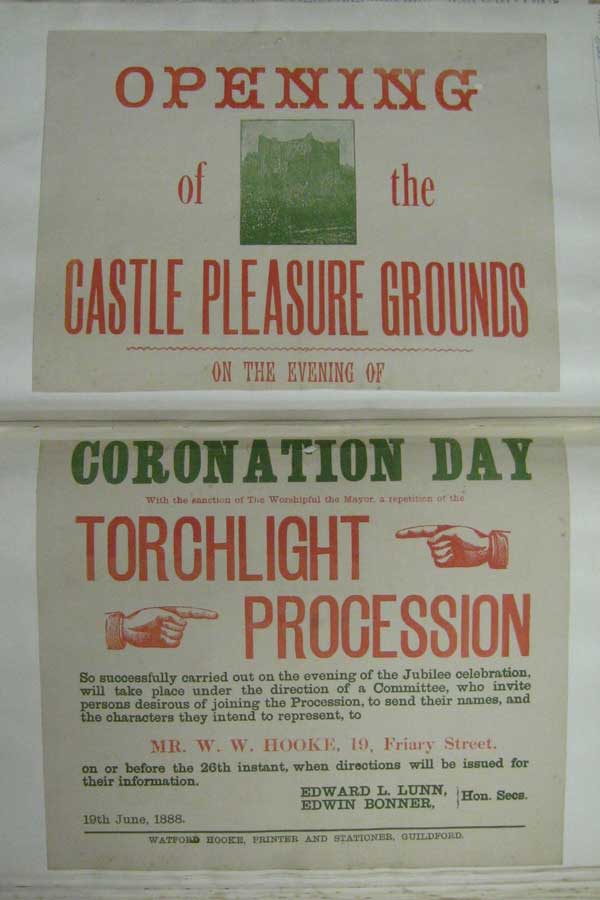 OPENING
of the
CASTLE PLEASURE GROUNDS
ON THE EVENING OF
CORONATION DAY
With the sanction of The Worshipful the Mayor, a repetition of the
TORCHLIGHT
PROCESSION
So successfully carried out on the evening of the Jubilee celebration,
will take place under the direction of a Committee, who invite
persons desirous of joining the Procession, to send their names, and
the characters they intend to represent, to
MR. W. W. HOOKE, 19, Friary Street.
on or before the 26th instant, when directions will be issued for
their information.
EDWARD L. LUNN,
EDWIN BONNER, } Hon. Secs.
19th June, 1888.
WATFORD HOOKE, PRINTER AND STATIONER, GUILDFORD.